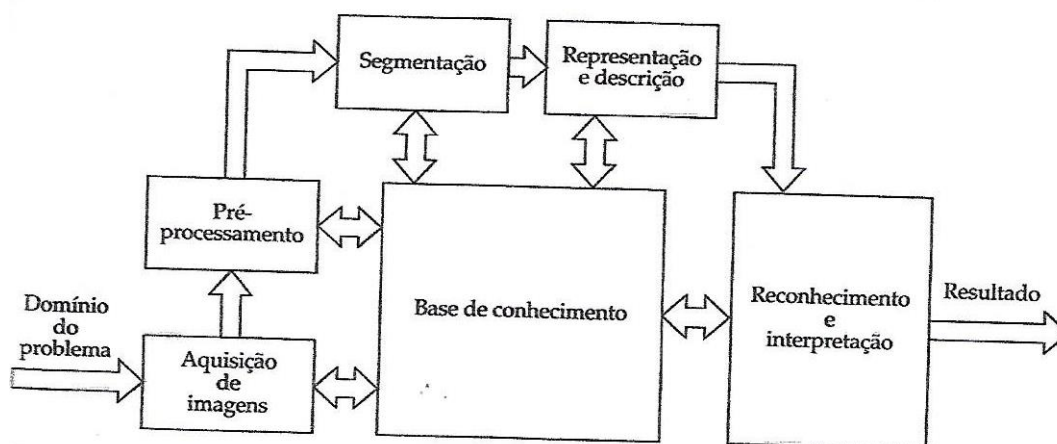 Segmentação
Representação
e descrição
Pré-
processamento
Base de conhecimento
Reconhecimento
e
interpretação
Resultado
Domínio
do
problema
Aquisição
de
imagens